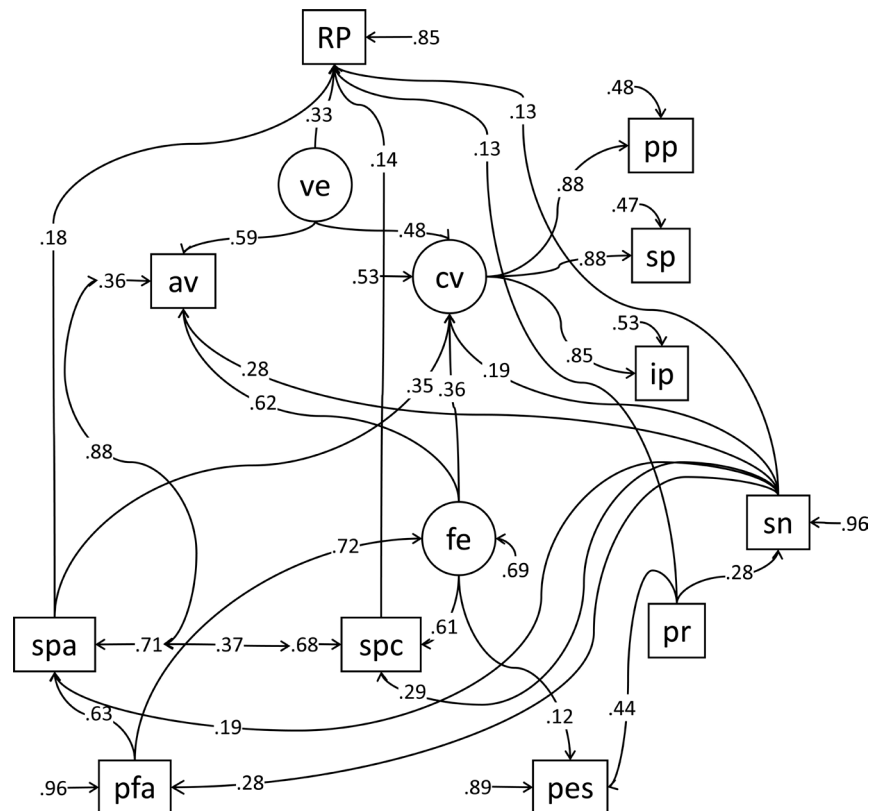 RP
.85
.48
.33
.13
.13
pp
.14
ve
.88
.47
.18
.59
.48
.88
sp
.36
av
.53
cv
.53
.85
ip
.28
.35
.36
.19
.62
.88
sn
.96
.72
fe
.69
.28
pr
spa
.71
.37
.68
spc
.61
.29
.63
.19
.12
.44
.96
pfa
.28
.89
pes